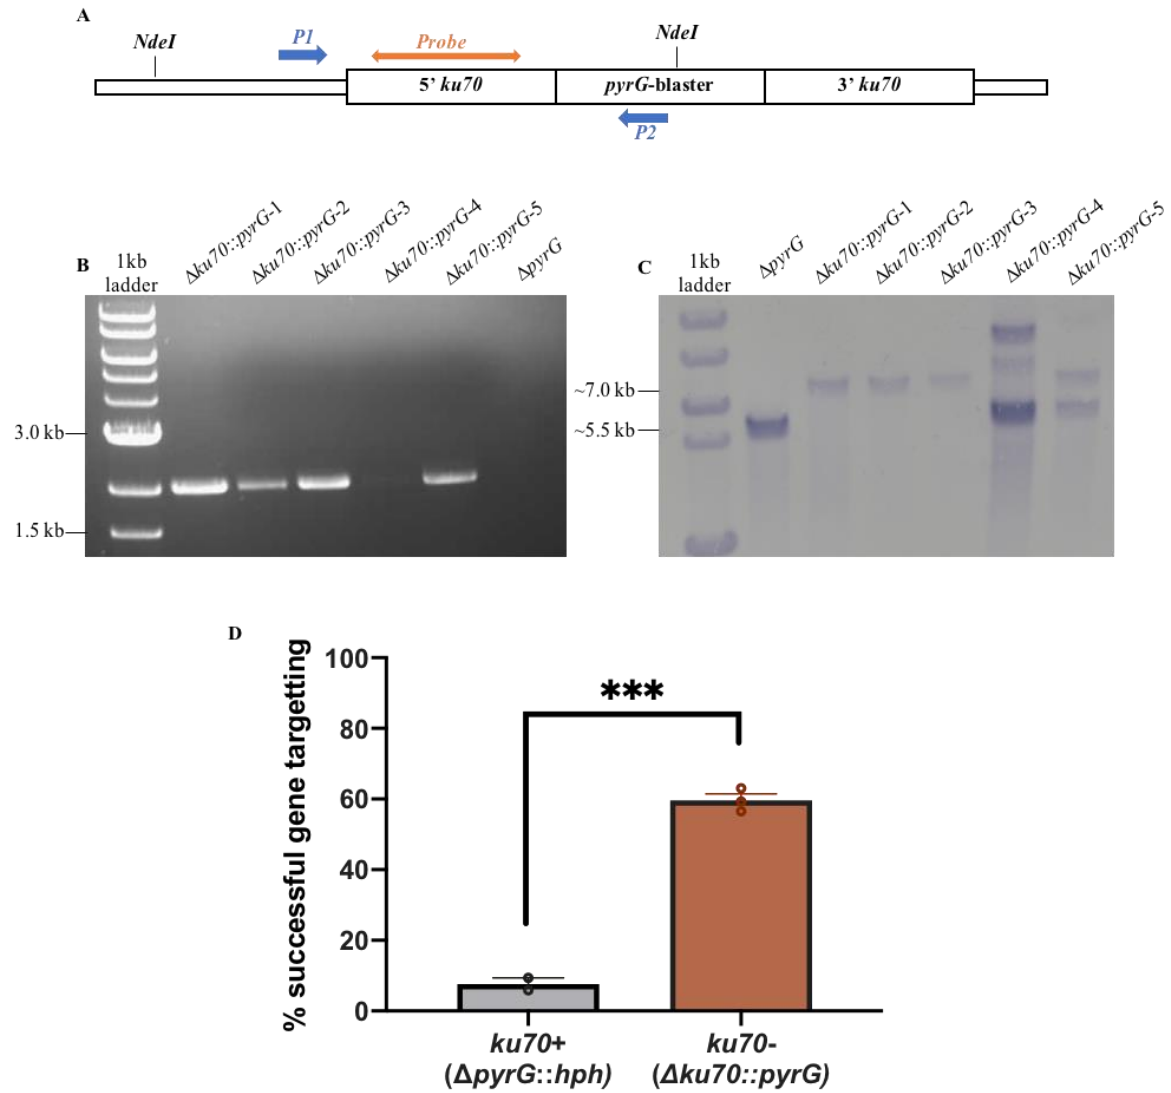 A
NdeI
P1
Probe
NdeI
5’ ku70
pyrG-blaster
3’ ku70
P2
B
1kb
ladder
Δku70::pyrG-1
Δku70::pyrG-2
Δku70::pyrG-3
Δku70::pyrG-4
Δku70::pyrG-5
ΔpyrG
3.0 kb
1.5 kb
C
1kb
ladder
ΔpyrG
Δku70::pyrG-1
Δku70::pyrG-2
Δku70::pyrG-3
Δku70::pyrG-4
Δku70::pyrG-5
~7.0 kb
~5.5 kb
D
% successful gene targetting
100
80
60
40
20
0
***
ku70+
(ΔpyrG::hph)
ku70-
(Δku70::pyrG)